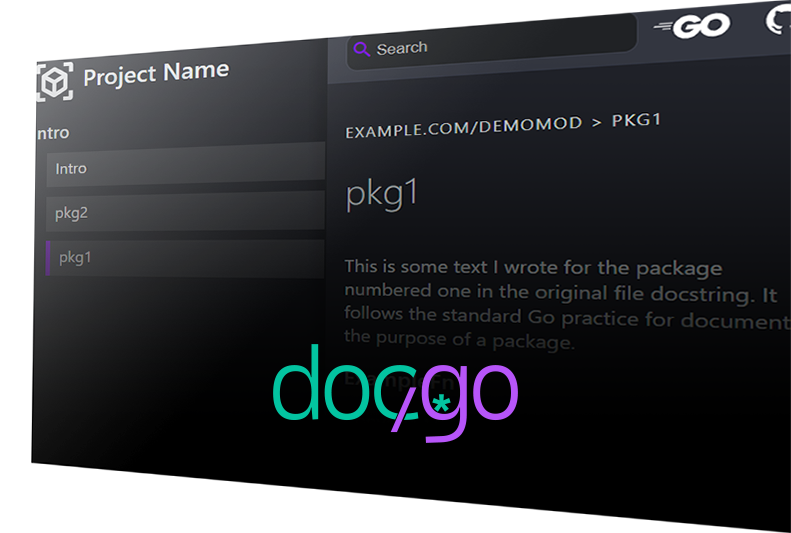 Project Name
ntro
Intro
pkg2
pkg1
Search
GO
EXAMPLE.COM/DEMOMOD > PKG1
pkg1
This is some text I wrote for the package
numbered one in the original file docstring. It
follows the standard Go practice for document
the purpose of a package.
doc/*go